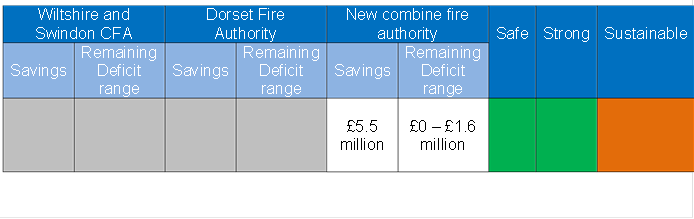 Wiltshire and
Swindon CFA
Dorset Fire
Authority
New combine fire
authority
Safe
Strong
Sustainable
Savings
Remaining
Deficit
range
Savings
Remaining
Deficit
range
Savings
Remaining
Deficit
range
£5.5
million
£0 – £1.6
million